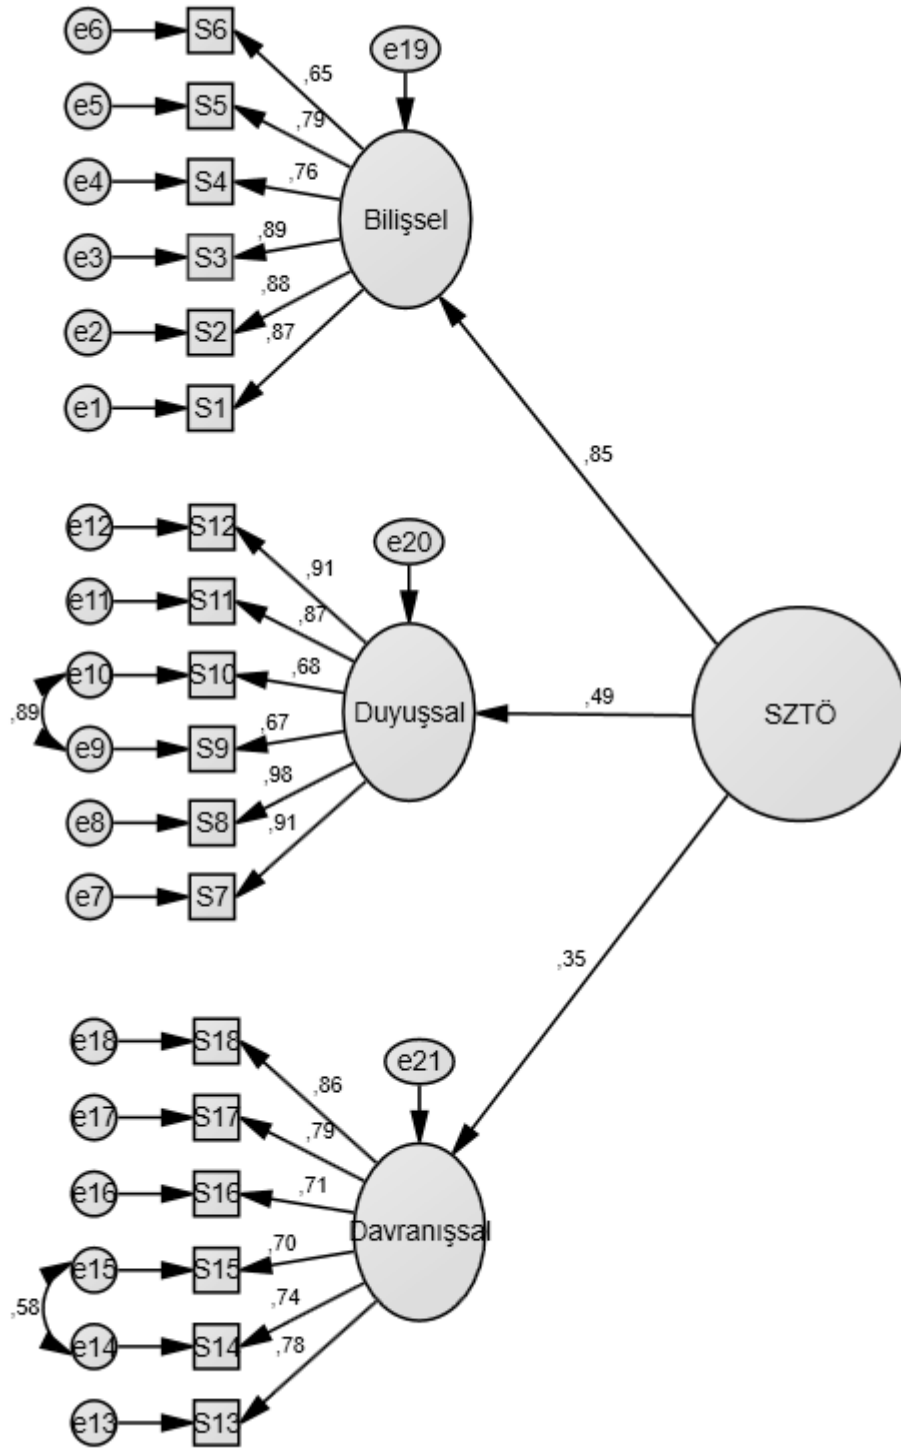 e6 S6 e19
,65
e5 S5 ,79
e4 S4 ,76
Bilişsel
e3 S3 ,89
e2 S2 ,88
,87
e1 S1
,85
e12 S12 e20
,91
e11 S11 ,87
e10 S10 ,68
,89
Duyuşsal ,49 SZTÖ
e9 S9 ,67
,98
e8 S8 ,91
e7 S7
,35
e18 S18 e21
,86
e17 S17 ,79
e16 S16 ,71
Davranışsal
e15 S15 ,70
,58
,74
e14 S14 ,78
e13 S13